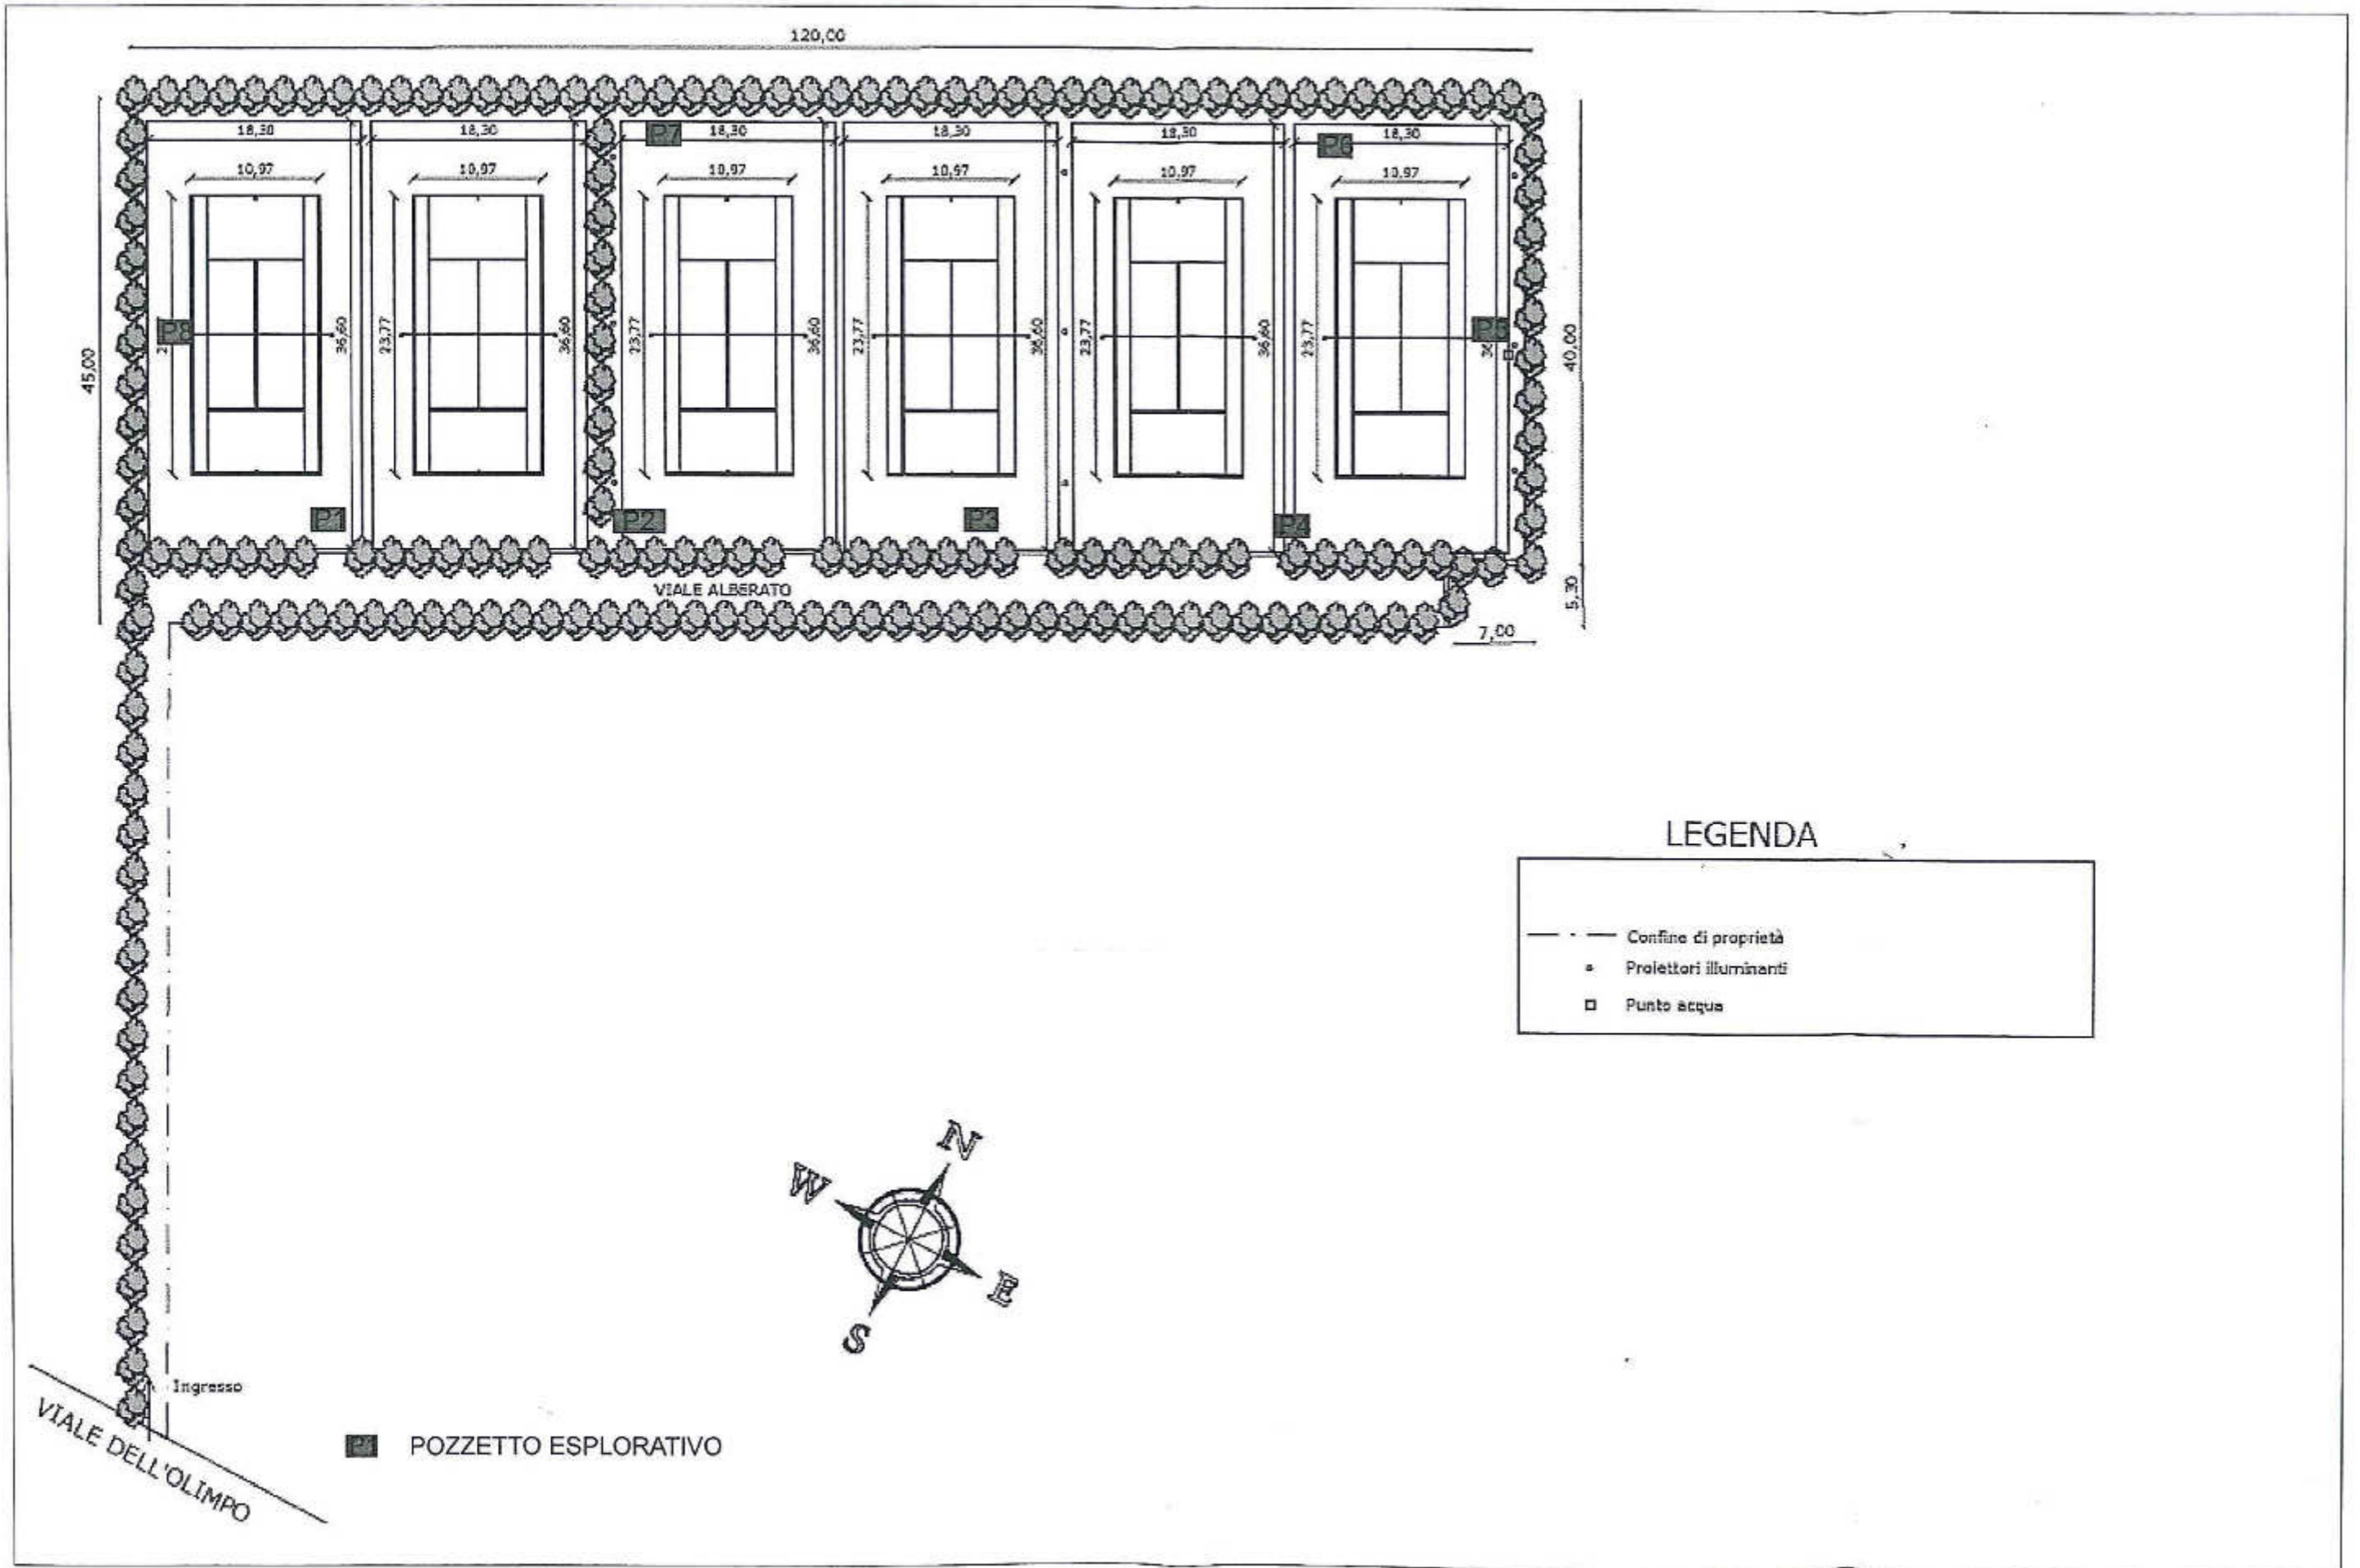 120,00
18,30 18,30 P7 18,30 18,30 18,30 P6 18,30
10,97 10,97 10,97 10,97 10,97 10,97
45,00 P8 2 36,60 23,77 36,60 23,77 36,60 23,77 36,60 23,77 36,60 23,77 36 P5 40,00
P1 P2 P3 P4
VIALE ALBERATO
5,30
7,00
LEGENDA
Confine di proprietà
Proiettori illuminanti
Punto acqua
N
W
E
S
Ingresso
VIALE DELL'OLIMPO
P1 POZZETTO ESPLORATIVO